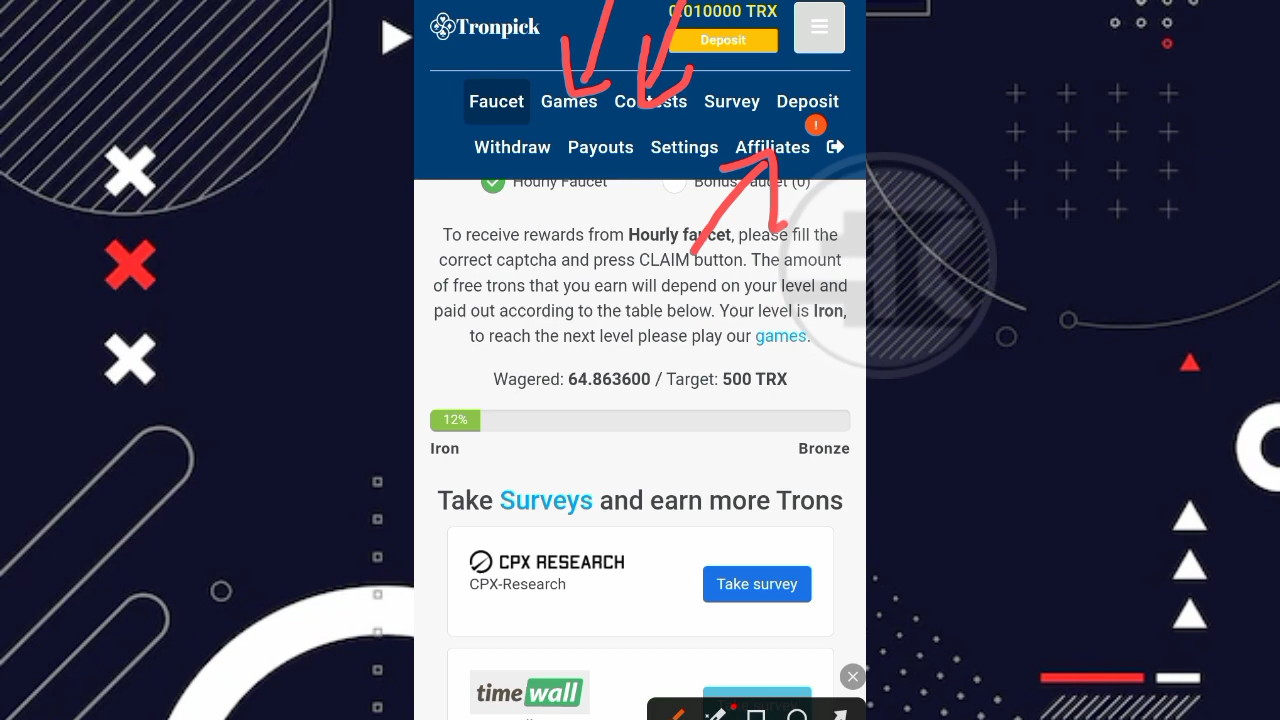 Tronpick
0.010000 TRX
Deposit
Faucet Games Contests Survey Deposit
!
Withdraw Payouts Settings Affiliates
Hourly Faucet Bonus Faucet (0)
To receive rewards from Hourly faucet, please fill the
correct captcha and press CLAIM button. The amount
of free trons that you earn will depend on your level and
paid out according to the table below. Your level is Iron,
to reach the next level please play our games.
Wagered: 64.863600 / Target: 500 TRX
12%
Iron Bronze
Take Surveys and earn more Trons
CPX RESEARCH
CPX-Research
Take survey
timewall